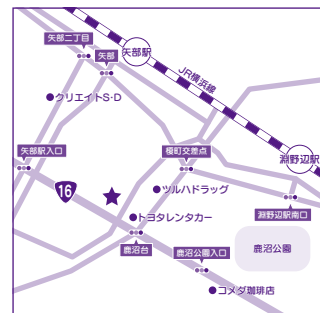 矢部二丁目
矢部
矢部駅
JR横浜線
クリエイトS・D
矢部駅入口
榎町交差点
淵野辺駅
16
ツルハドラッグ
トヨタレンタカー
淵野辺駅南口
鹿沼台
鹿沼公園入口
鹿沼公園
コメダ珈琲店